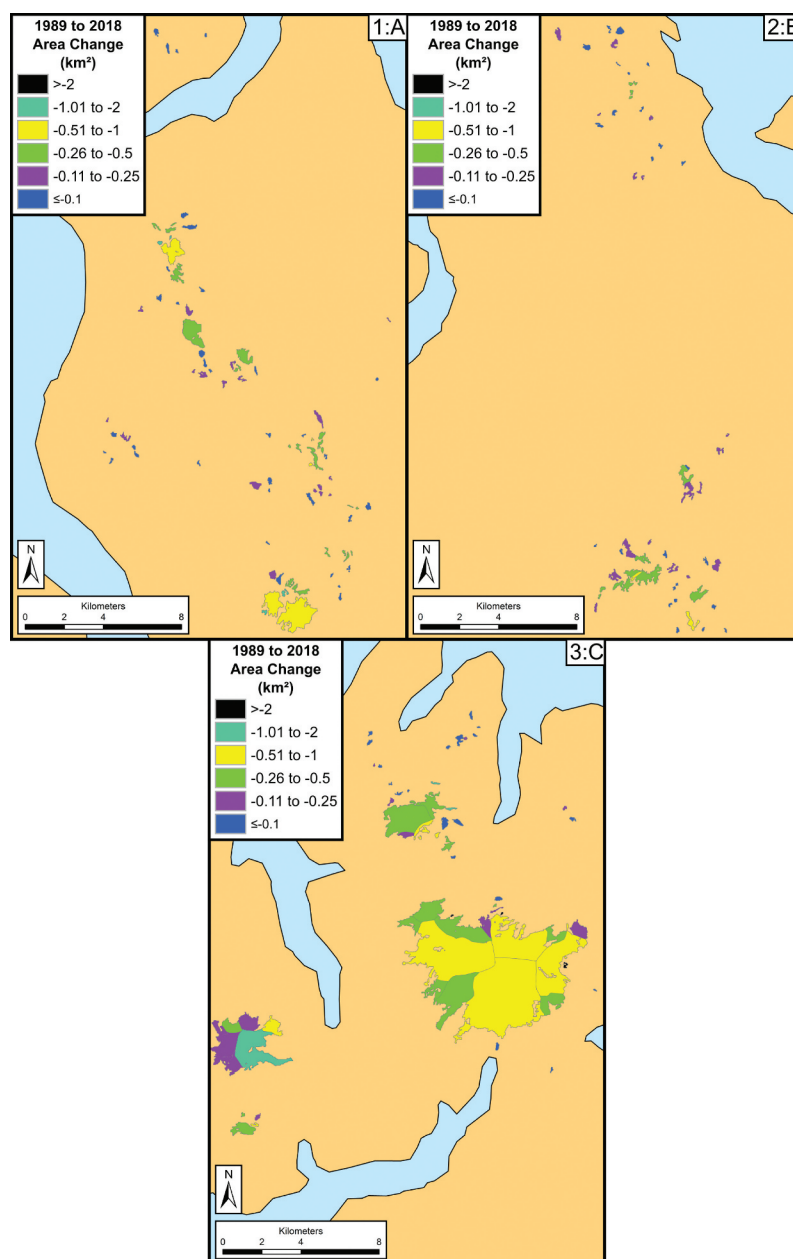 1989 to 2018
Area Change
(km²)
>-2
-1.01 to -2
-0.51 to -1
-0.26 to -0.5
-0.11 to -0.25
≤-0.1
1:A
N
Kilometers
0 2 4 8
1989 to 2018
Area Change
(km²)
>-2
-1.01 to -2
-0.51 to -1
-0.26 to -0.5
-0.11 to -0.25
≤-0.1
2:B
N
Kilometers
0 2 4 8
1989 to 2018
Area Change
(km²)
>-2
-1.01 to -2
-0.51 to -1
-0.26 to -0.5
-0.11 to -0.25
≤-0.1
3:C
N
Kilometers
0 2 4 8